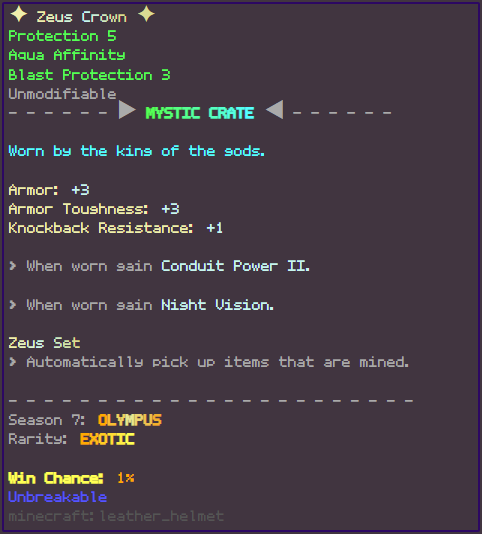 ✦ Zeus Crown ✦
Protection 5
Aqua Affinity
Blast Protection 3
Unmodifiable
- - - - - - ▶ MYSTIC CRATE ◀ - - - - - -
Worn by the king of the gods.
Armor: +3
Armor Toughness: +3
Knockback Resistance: +1
> When worn gain Conduit Power II.
> When worn gain Night Vision.
Zeus Set
> Automatically pick up items that are mined.
- - - - - - - - - - - - - - - - - - - - - - - -
Season 7: OLYMPUS
Rarity: EXOTIC
Win Chance: 1%
Unbreakable
minecraft:leather_helmet